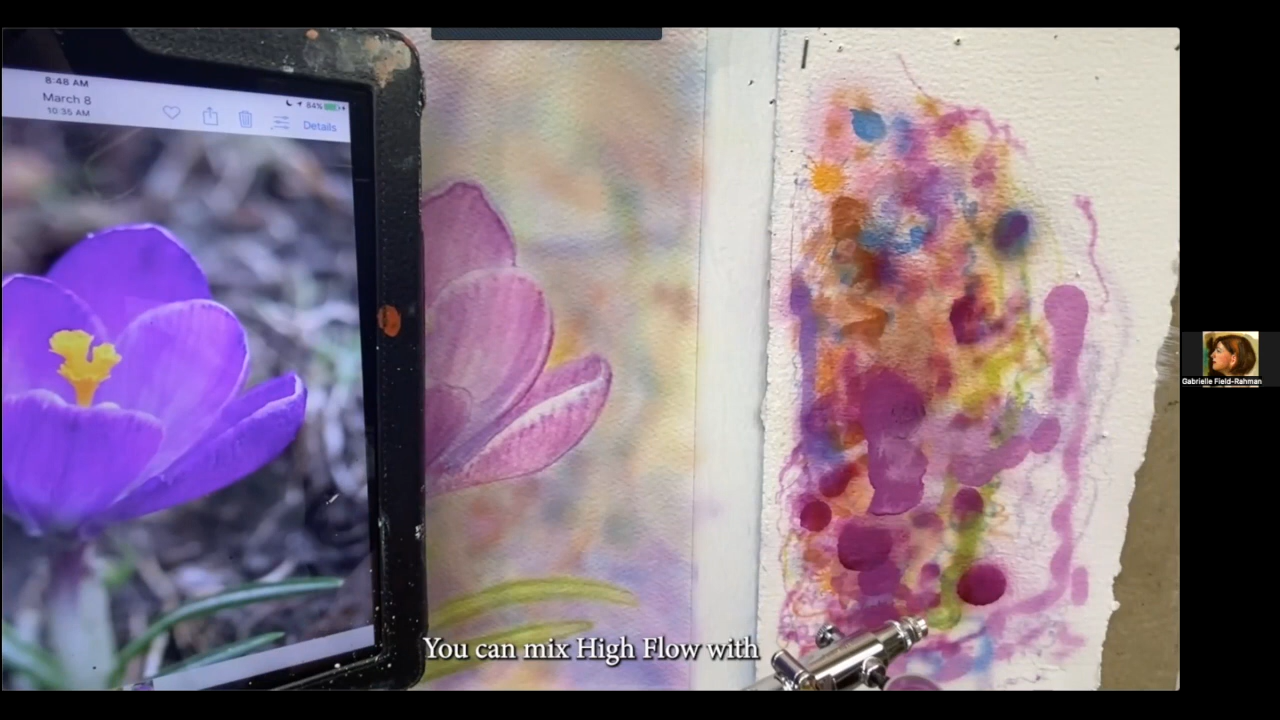 8:48 AM
84%
March 8
10:35 AM
Details
Gabrielle Field-Rahman
You can mix High Flow with